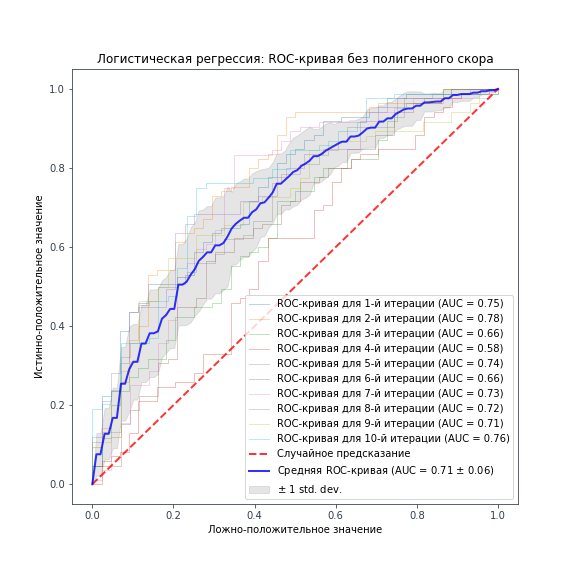 Логистическая регрессия: ROC-кривая без полигенного скора
Истинно-положительное значение
1.0
0.8
0.6
0.4
0.2
0.0
ROC-кривая для 1-й итерации (AUC = 0.75)
ROC-кривая для 2-й итерации (AUC = 0.78)
ROC-кривая для 3-й итерации (AUC = 0.66)
ROC-кривая для 4-й итерации (AUC = 0.58)
ROC-кривая для 5-й итерации (AUC = 0.74)
ROC-кривая для 6-й итерации (AUC = 0.66)
ROC-кривая для 7-й итерации (AUC = 0.73)
ROC-кривая для 8-й итерации (AUC = 0.72)
ROC-кривая для 9-й итерации (AUC = 0.71)
ROC-кривая для 10-й итерации (AUC = 0.76)
Случайное предсказание
Средняя ROC-кривая (AUC = 0.71 ± 0.06)
± 1 std. dev.
0.0 0.2 0.4 0.6 0.8 1.0
Ложно-положительное значение